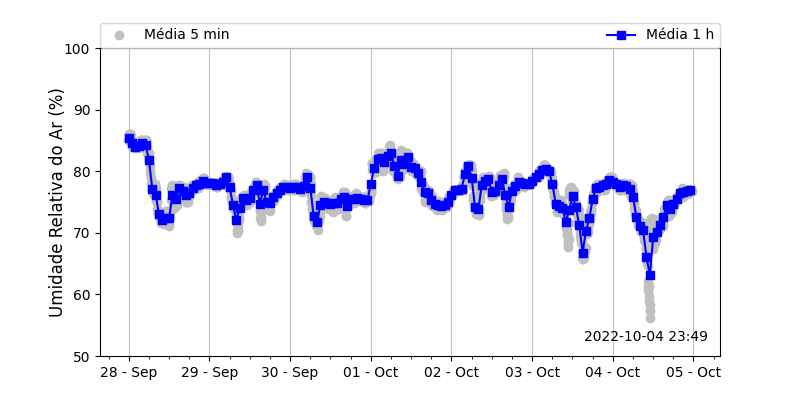 Média 5 min
Média 1 h
Umidade Relativa do Ar (%)
100
90
80
70
60
50
2022-10-04 23:49
28 - Sep
29 - Sep
30 - Sep
01 - Oct
02 - Oct
03 - Oct
04 - Oct
05 - Oct